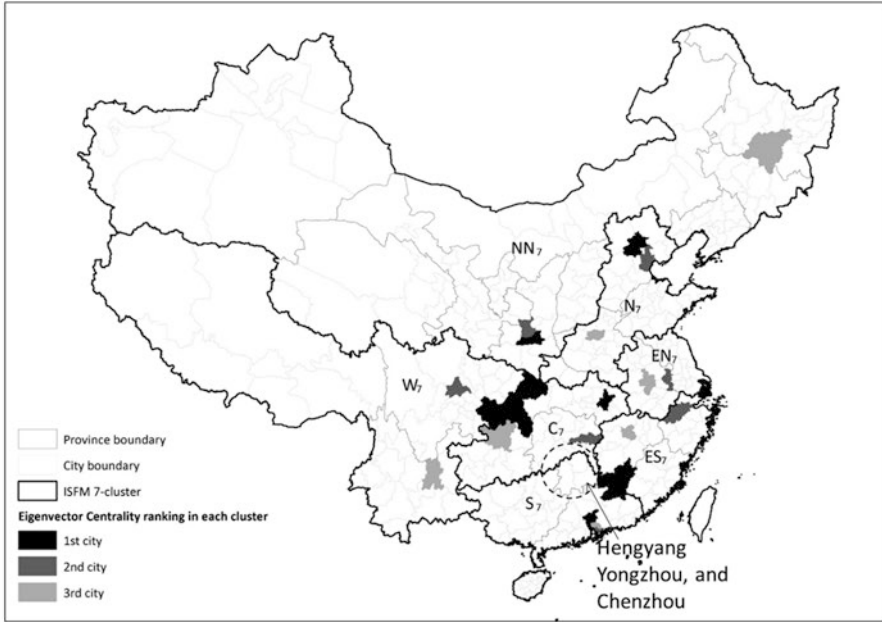 NN₇
N₇
EN₇
W₇
C₇
ES₇
S₇
Hengyang
Yongzhou, and
Chenzhou
Province boundary
City boundary
ISFM 7-cluster
Eigenvector Centrality ranking in each cluster
1st city
2nd city
3rd city